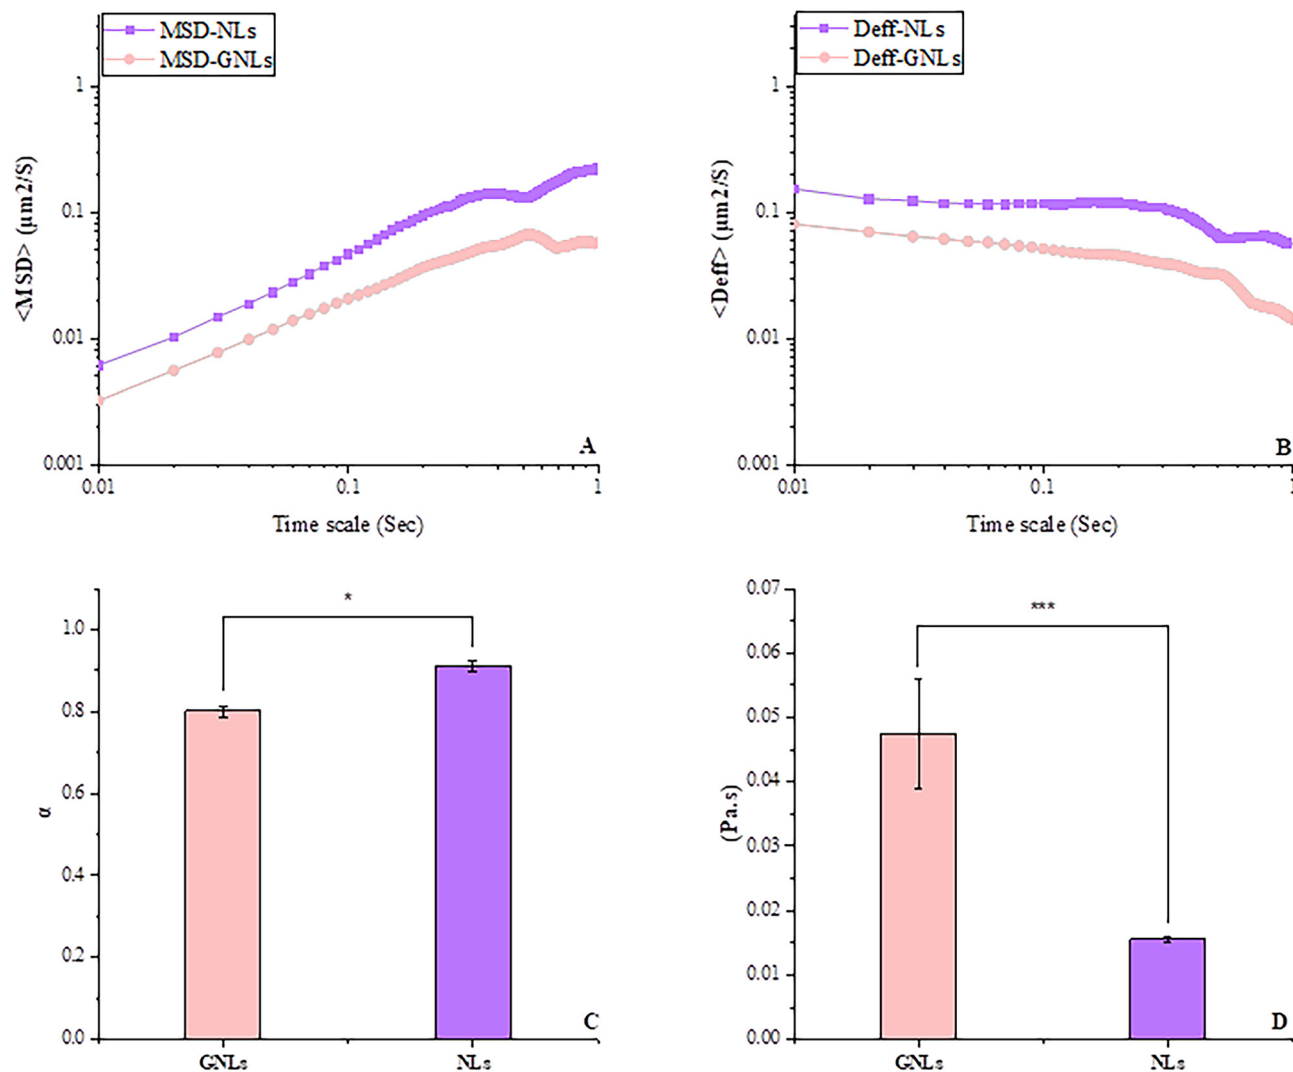 MSD-NLs
MSD-GNLs
1
0.1
0.01
0.001
<MSD> (μm2/S)
0.01
0.1
1
Time scale (Sec)
A
Deff-NLs
Deff-GNLs
1
0.1
0.01
0.001
<Deff> (μm2/S)
0.01
0.1
1
Time scale (Sec)
B
*
1.0
0.8
0.6
0.4
0.2
0.0
α
GNLs
NLs
C
***
0.07
0.06
0.05
0.04
0.03
0.02
0.01
0.00
(Pa.s)
GNLs
NLs
D